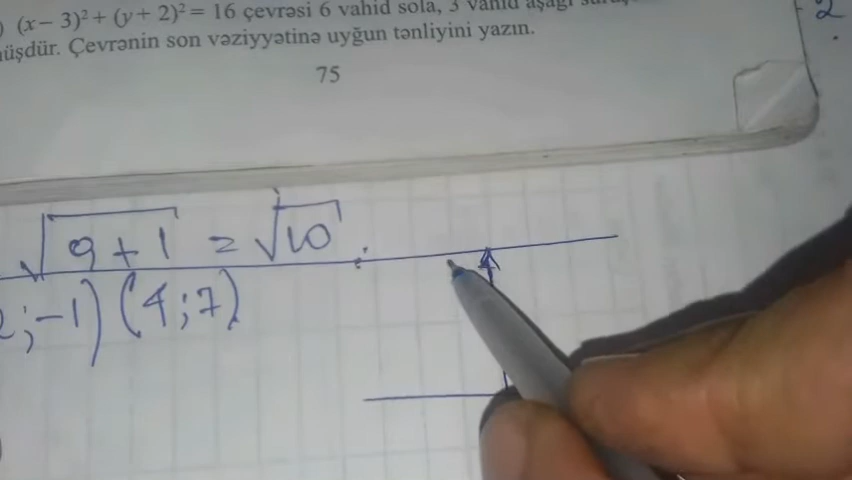 ) (x − 3)² + (y + 2)² = 16 çevrəsi 6 vahid sola, 3 vahid aşağı
müşdür. Çevrənin son vəziyyətinə uyğun tənliyini yazın.
75
2
√9+1 = √10
2;-1) (4;7)